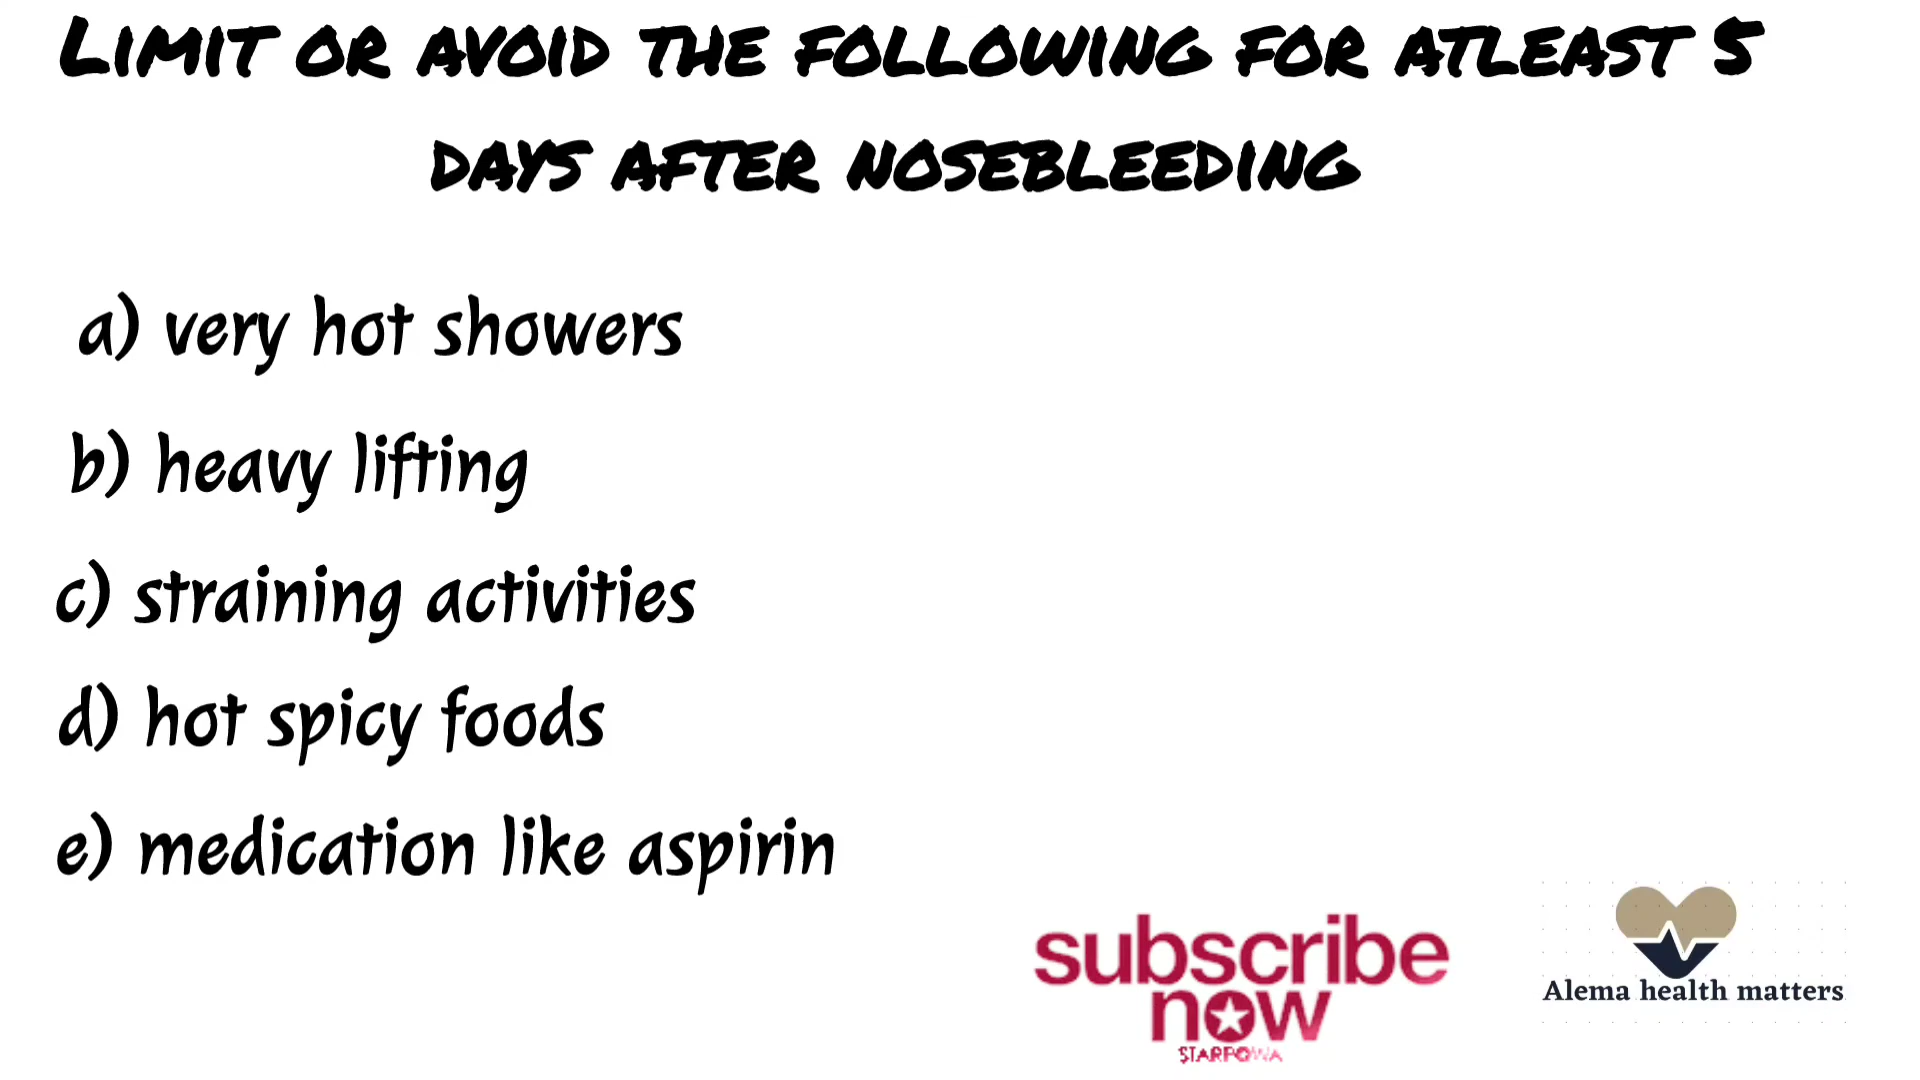 LIMIT OR AVOID THE FOLLOWING FOR ATLEAST 5
DAYS AFTER NOSEBLEEDING
a) very hot showers
b) heavy lifting
c) straining activities
d) hot spicy foods
e) medication like aspirin
subscribe
now
STARPOWA
Alema health matters